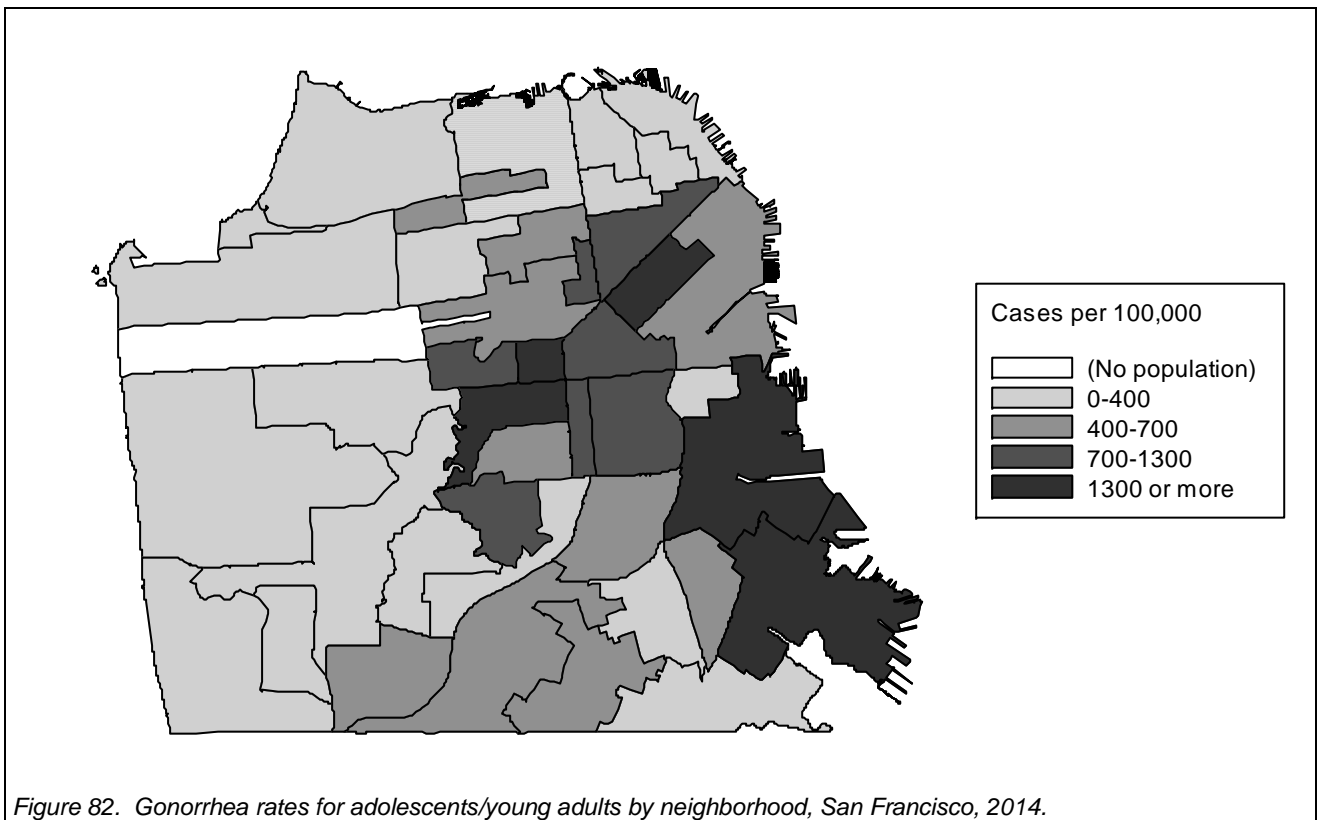 Cases per 100,000
(No population)
0-400
400-700
700-1300
1300 or more
Figure 82. Gonorrhea rates for adolescents/young adults by neighborhood, San Francisco, 2014.